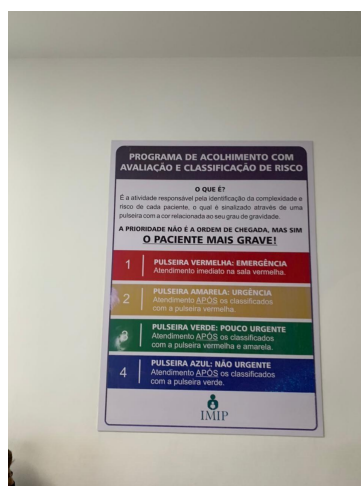 PROGRAMA DE ACOLHIMENTO COM
AVALIAÇÃO E CLASSIFICAÇÃO DE RISCO
O QUE É?
É a atividade responsável pela identificação da complexidade e
risco de cada paciente, o qual é sinalizado através de uma
pulseira com a cor relacionada ao seu grau de gravidade.
A PRIORIDADE NÃO É A ORDEM DE CHEGADA, MAS SIM
O PACIENTE MAIS GRAVE!
1 PULSEIRA VERMELHA: EMERGÊNCIA
Atendimento imediato na sala vermelha.
2 PULSEIRA AMARELA: URGÊNCIA
Atendimento APÓS os classificados
com a pulseira vermelha.
PULSEIRA VERDE: POUCO URGENTE
Atendimento APÓS os classificados
com a pulseira vermelha e amarela.
4 PULSEIRA AZUL: NÃO URGENTE
Atendimento APÓS os classificados
com a pulseira verde.
IMIP